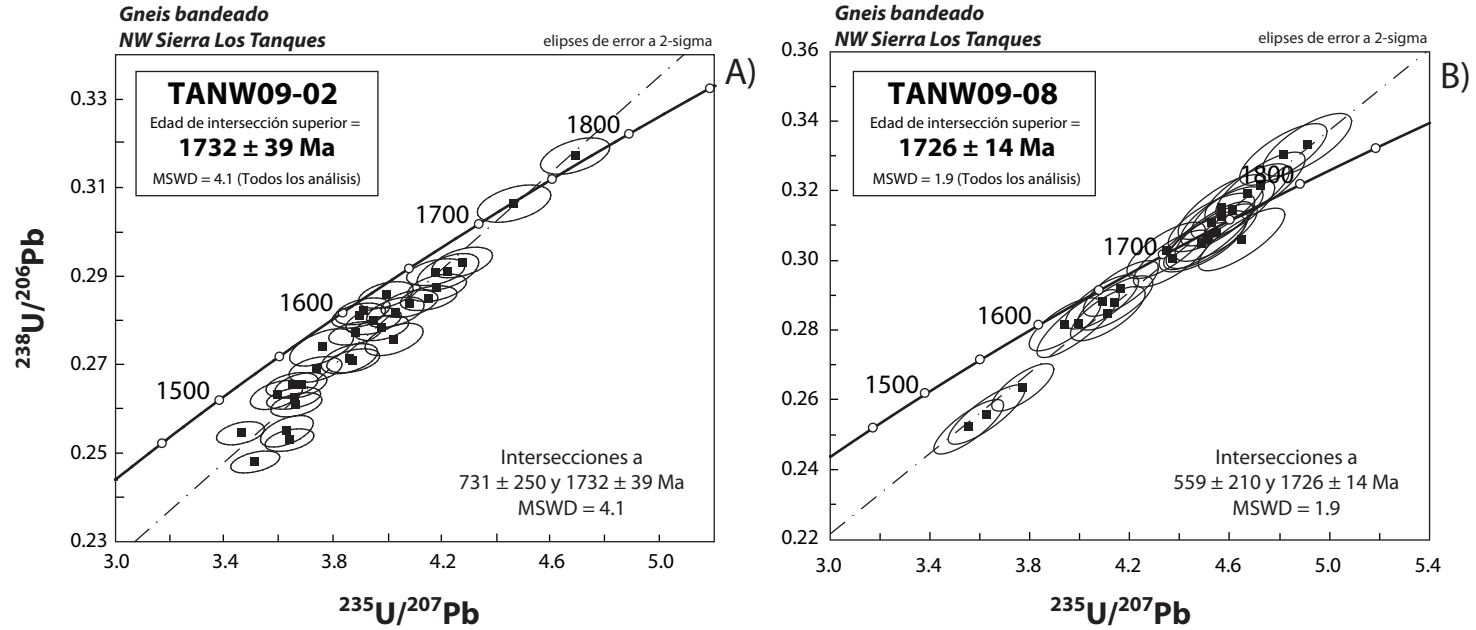 Gneis bandeado
NW Sierra Los Tanques
elipses de error a 2-sigma
A)
TANW09-02
Edad de intersección superior =
1732 ± 39 Ma
MSWD = 4.1 (Todos los análisis)
1800
1700
1600
1500
0.33
0.31
0.29
0.27
0.25
0.23
238U/206Pb
Intersecciones a
731 ± 250 y 1732 ± 39 Ma
MSWD = 4.1
3.0 3.4 3.8 4.2 4.6 5.0
235U/207Pb
Gneis bandeado
NW Sierra Los Tanques
elipses de error a 2-sigma
B)
TANW09-08
Edad de intersección superior =
1726 ± 14 Ma
MSWD = 1.9 (Todos los análisis)
1800
1700
1600
1500
0.36
0.34
0.32
0.30
0.28
0.26
0.24
0.22
Intersecciones a
559 ± 210 y 1726 ± 14 Ma
MSWD = 1.9
3.0 3.4 3.8 4.2 4.6 5.0 5.4
235U/207Pb